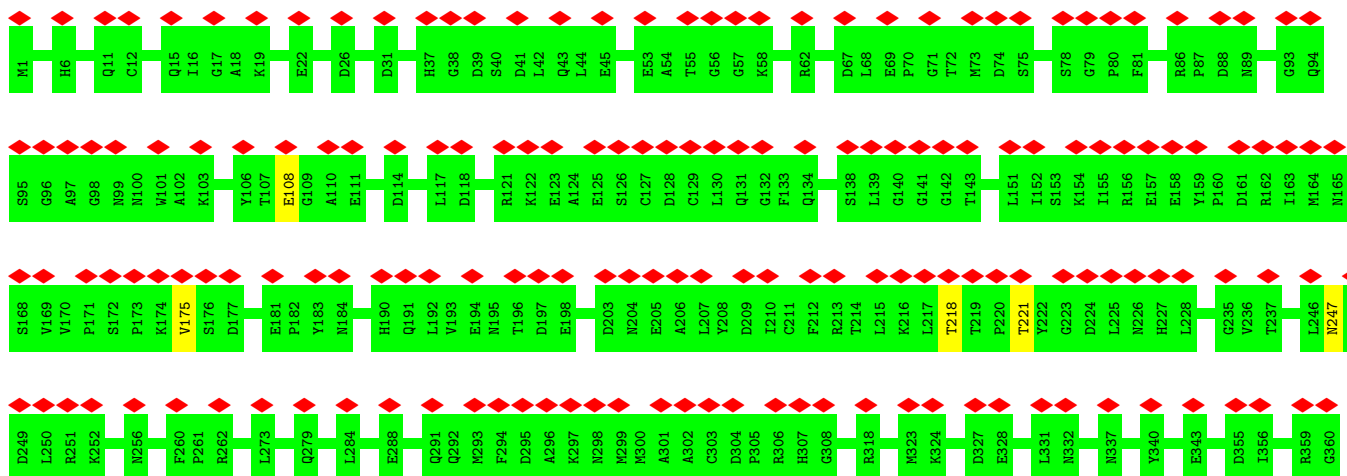 M1 H6 Q11 C12 Q15 I16 G17 A18 K19 E22 D26 D31 H37 G38 D39 S40 D41 L42 Q43 L44 E45 E53 A54 T55 G56 G57 K58 R62 D67 L68 E69 P70 G71 T72 M73 D74 S75 S78 G79 P80 F81 R86 P87 D88 N89 G93 Q94
S95 G96 A97 G98 N99 N100 W101 A102 K103 Y106 T107 E108 G109 A110 E111 D114 L117 D118 R121 K122 E123 A124 E125 S126 C127 D128 C129 L130 Q131 G132 F133 Q134 S138 L139 G140 G141 G142 T143 L151 I152 S153 K154 I155 R156 E157 E158 Y159 P160 D161 R162 I163 M164 N165
S168 V169 V170 P171 S172 P173 K174 V175 S176 D177 E181 P182 Y183 N184 H190 Q191 L192 V193 E194 N195 T196 D197 E198 D203 N204 E205 A206 L207 Y208 D209 I210 C211 F212 R213 T214 L215 K216 L217 T218 T219 P220 T221 Y222 G223 D224 L225 N226 H227 L228 G235 V236 T237 L246 N247
D249 L250 R251 K252 N256 F260 P261 R262 L273 Q279 L284 E288 Q291 Q292 M293 F294 D295 A296 K297 N298 M299 M300 A301 A302 C303 D304 P305 R306 H307 G308 R318 M323 K324 D327 E328 L331 N332 N337 Y340 E343 D355 I356 R359 G360